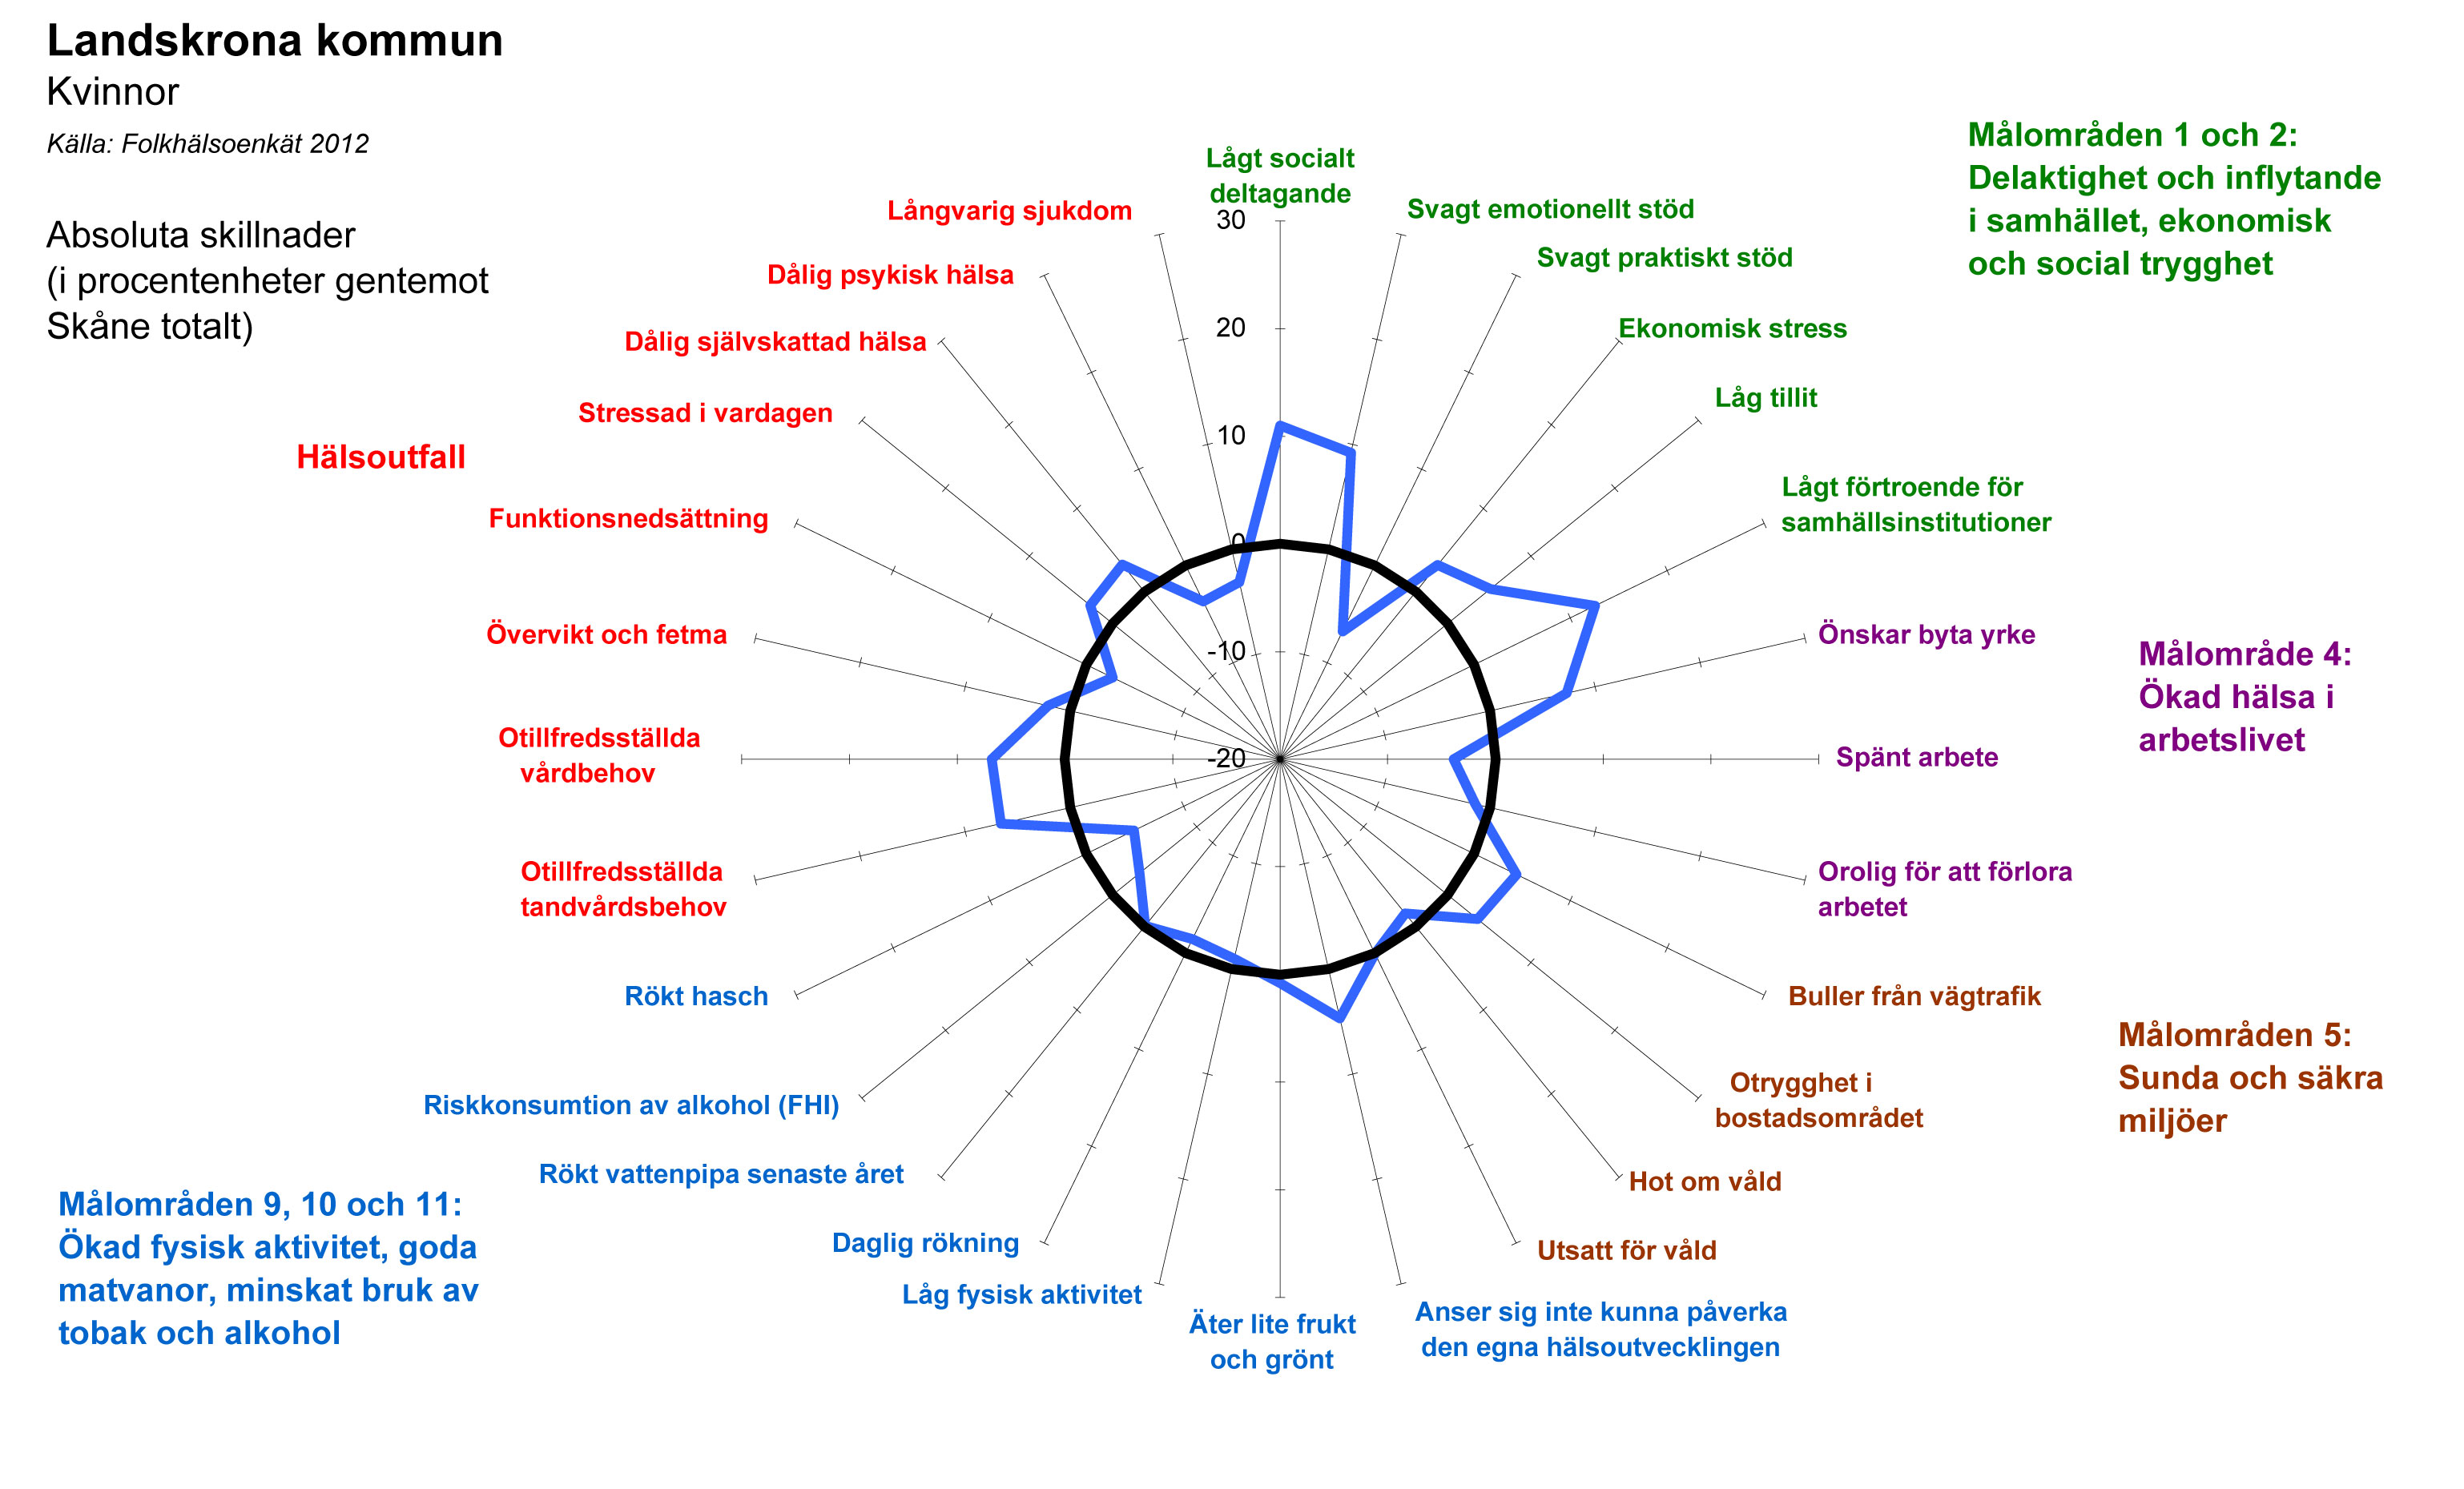 Landskrona kommun
Kvinnor
Källa: Folkhälsoenkät 2012
Absoluta skillnader
(i procentenheter gentemot
Skåne totalt)
Målområden 1 och 2:
Delaktighet och inflytande
i samhället, ekonomisk
och social trygghet
Lågt socialt
deltagande
Svagt emotionellt stöd
Svagt praktiskt stöd
Ekonomisk stress
Låg tillit
Lågt förtroende för
samhällsinstitutioner
Önskar byta yrke
Målområde 4:
Ökad hälsa i
arbetslivet
Spänt arbete
Orolig för att förlora
arbetet
Buller från vägtrafik
Målområden 5:
Sunda och säkra
miljöer
Otrygghet i
bostadsområdet
Hot om våld
Utsatt för våld
Anser sig inte kunna påverka
den egna hälsoutvecklingen
Äter lite frukt
och grönt
Låg fysisk aktivitet
Daglig rökning
Rökt vattenpipa senaste året
Riskkonsumtion av alkohol (FHI)
Rökt hasch
Målområden 9, 10 och 11:
Ökad fysisk aktivitet, goda
matvanor, minskat bruk av
tobak och alkohol
Otillfredsställda
tandvårdsbehov
Otillfredsställda
vårdbehov
Övervikt och fetma
Funktionsnedsättning
Hälsoutfall
Stressad i vardagen
Dålig självskattad hälsa
Dålig psykisk hälsa
Långvarig sjukdom
30
20
10
0
-10
-20